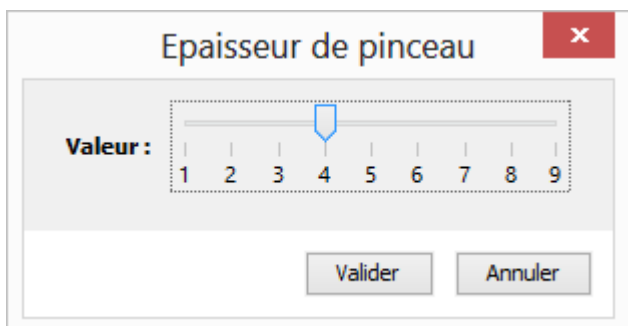 Epaisseur de pinceau
Valeur :
1 2 3 4 5 6 7 8 9
Valider Annuler